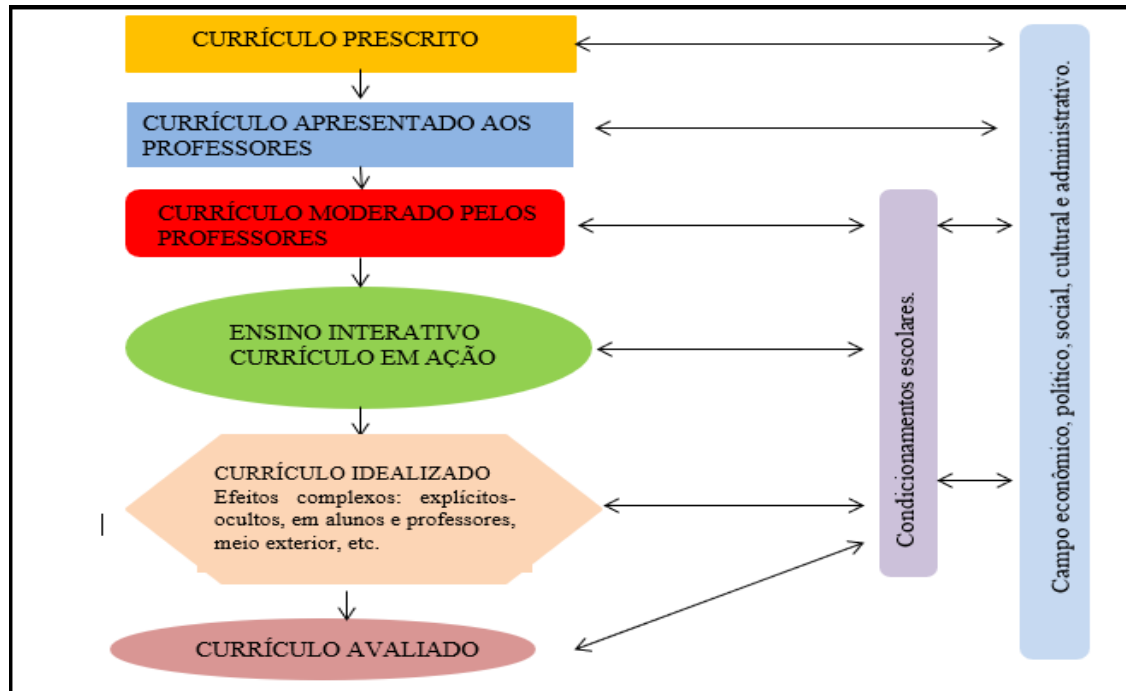 CURRÍCULO PRESCRITO
CURRÍCULO APRESENTADO AOS
PROFESSORES
CURRÍCULO MODERADO PELOS
PROFESSORES
ENSINO INTERATIVO
CURRÍCULO EM AÇÃO
CURRÍCULO IDEALIZADO
Efeitos complexos: explícitos-
ocultos, em alunos e professores,
meio exterior, etc.
CURRÍCULO AVALIADO
Condicionamentos escolares.
Campo econômico, político, social, cultural e administrativo.